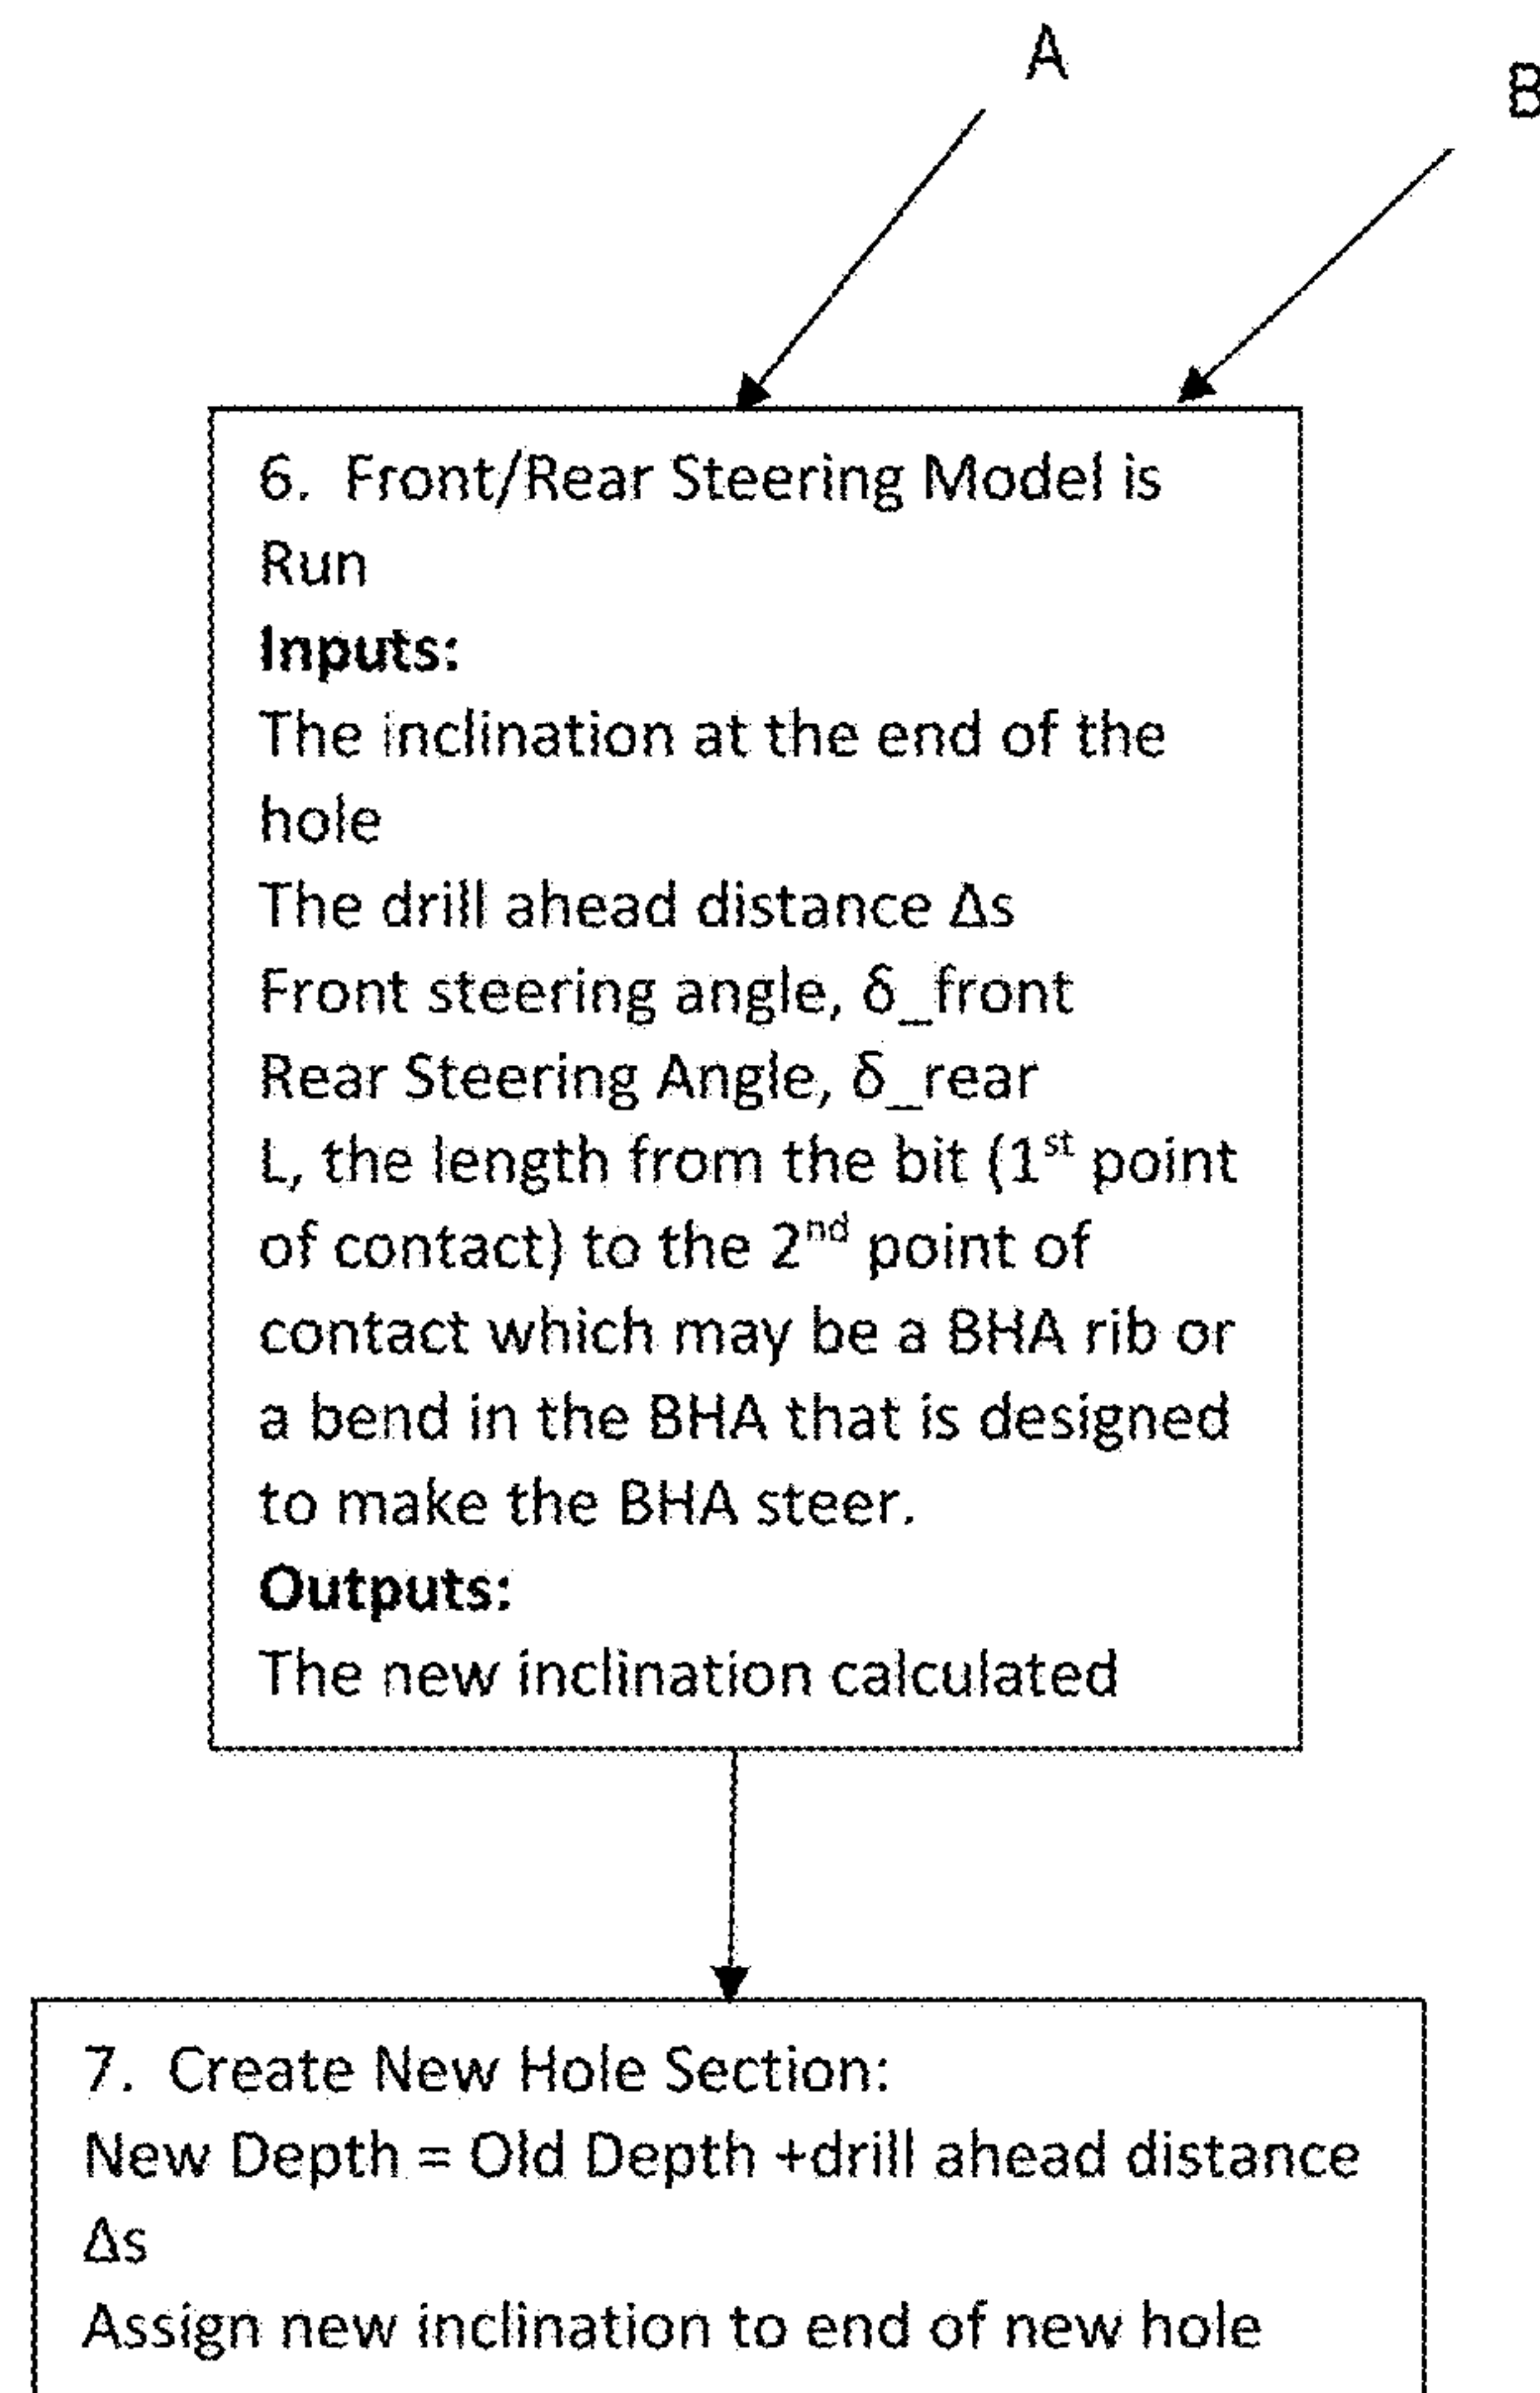 A
B
6. Front/Rear Steering Model is
Run
Inputs:
The inclination at the end of the
hole
The drill ahead distance Δs
Front steering angle, δ_front
Rear Steering Angle, δ_rear
L, the length from the bit (1st point
of contact) to the 2nd point of
contact which may be a BHA rib or
a bend in the BHA that is designed
to make the BHA steer.
Outputs:
The new inclination calculated
7. Create New Hole Section:
New Depth = Old Depth +drill ahead distance
Δs
Assign new inclination to end of new hole